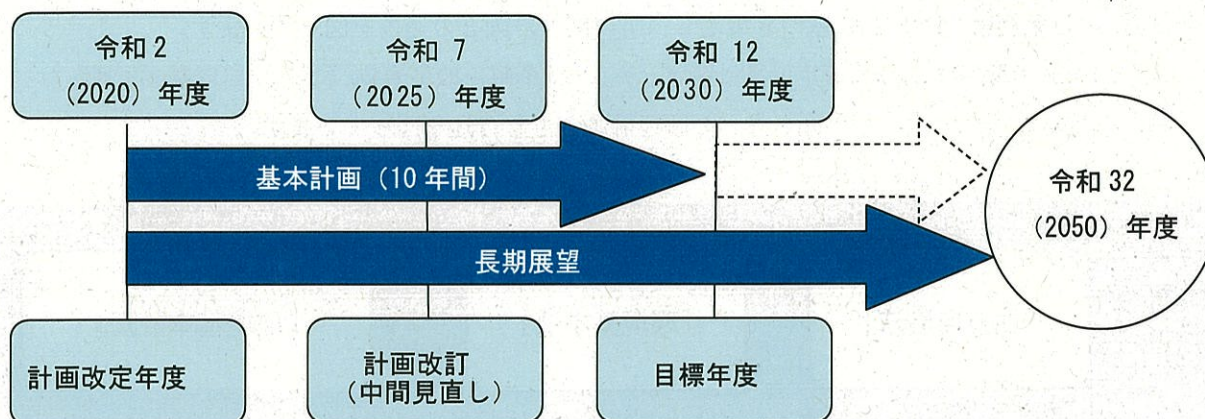 令和 2
（2020）年度
令和 7
（2025）年度
令和 12
（2030）年度
基本計画（10 年間）
令和 32
（2050）年度
長期展望
計画改定年度
計画改訂
（中間見直し）
目標年度